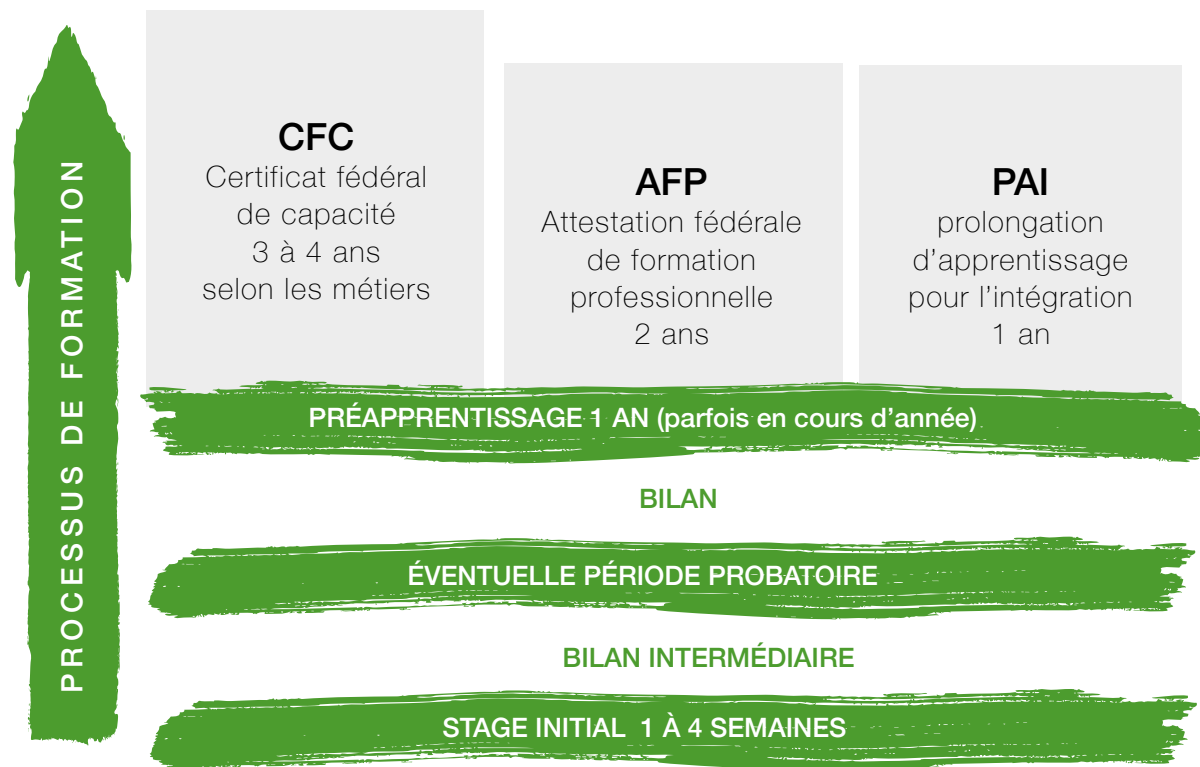 PROCESSUS DE FORMATION
CFC
Certificat fédéral
de capacité
3 à 4 ans
selon les métiers
AFP
Attestation fédérale
de formation
professionnelle
2 ans
PAI
prolongation
d’apprentissage
pour l’intégration
1 an
PRÉAPPRENTISSAGE 1 AN (parfois en cours d’année)
BILAN
ÉVENTUELLE PÉRIODE PROBATOIRE
BILAN INTERMÉDIAIRE
STAGE INITIAL 1 À 4 SEMAINES